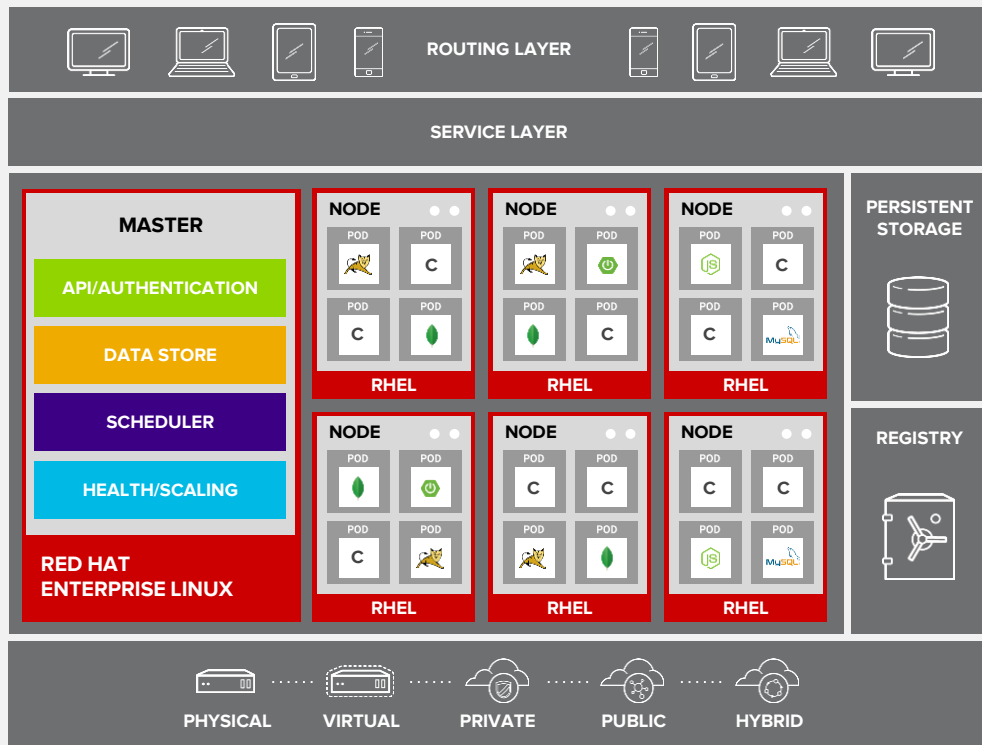 ROUTING LAYER
SERVICE LAYER
MASTER
API/AUTHENTICATION
DATA STORE
SCHEDULER
HEALTH/SCALING
RED HAT
ENTERPRISE LINUX
NODE
POD
POD
C
POD
POD
C
RHEL
NODE
POD
POD
POD
POD
C
RHEL
NODE
POD
POD
JS
C
POD
POD
C
MySQL
RHEL
NODE
POD
POD
POD
POD
C
RHEL
NODE
POD
POD
C
C
POD
POD
RHEL
NODE
POD
POD
C
C
POD
POD
JS
MySQL
RHEL
PERSISTENT
STORAGE
REGISTRY
PHYSICAL
VIRTUAL
PRIVATE
PUBLIC
HYBRID